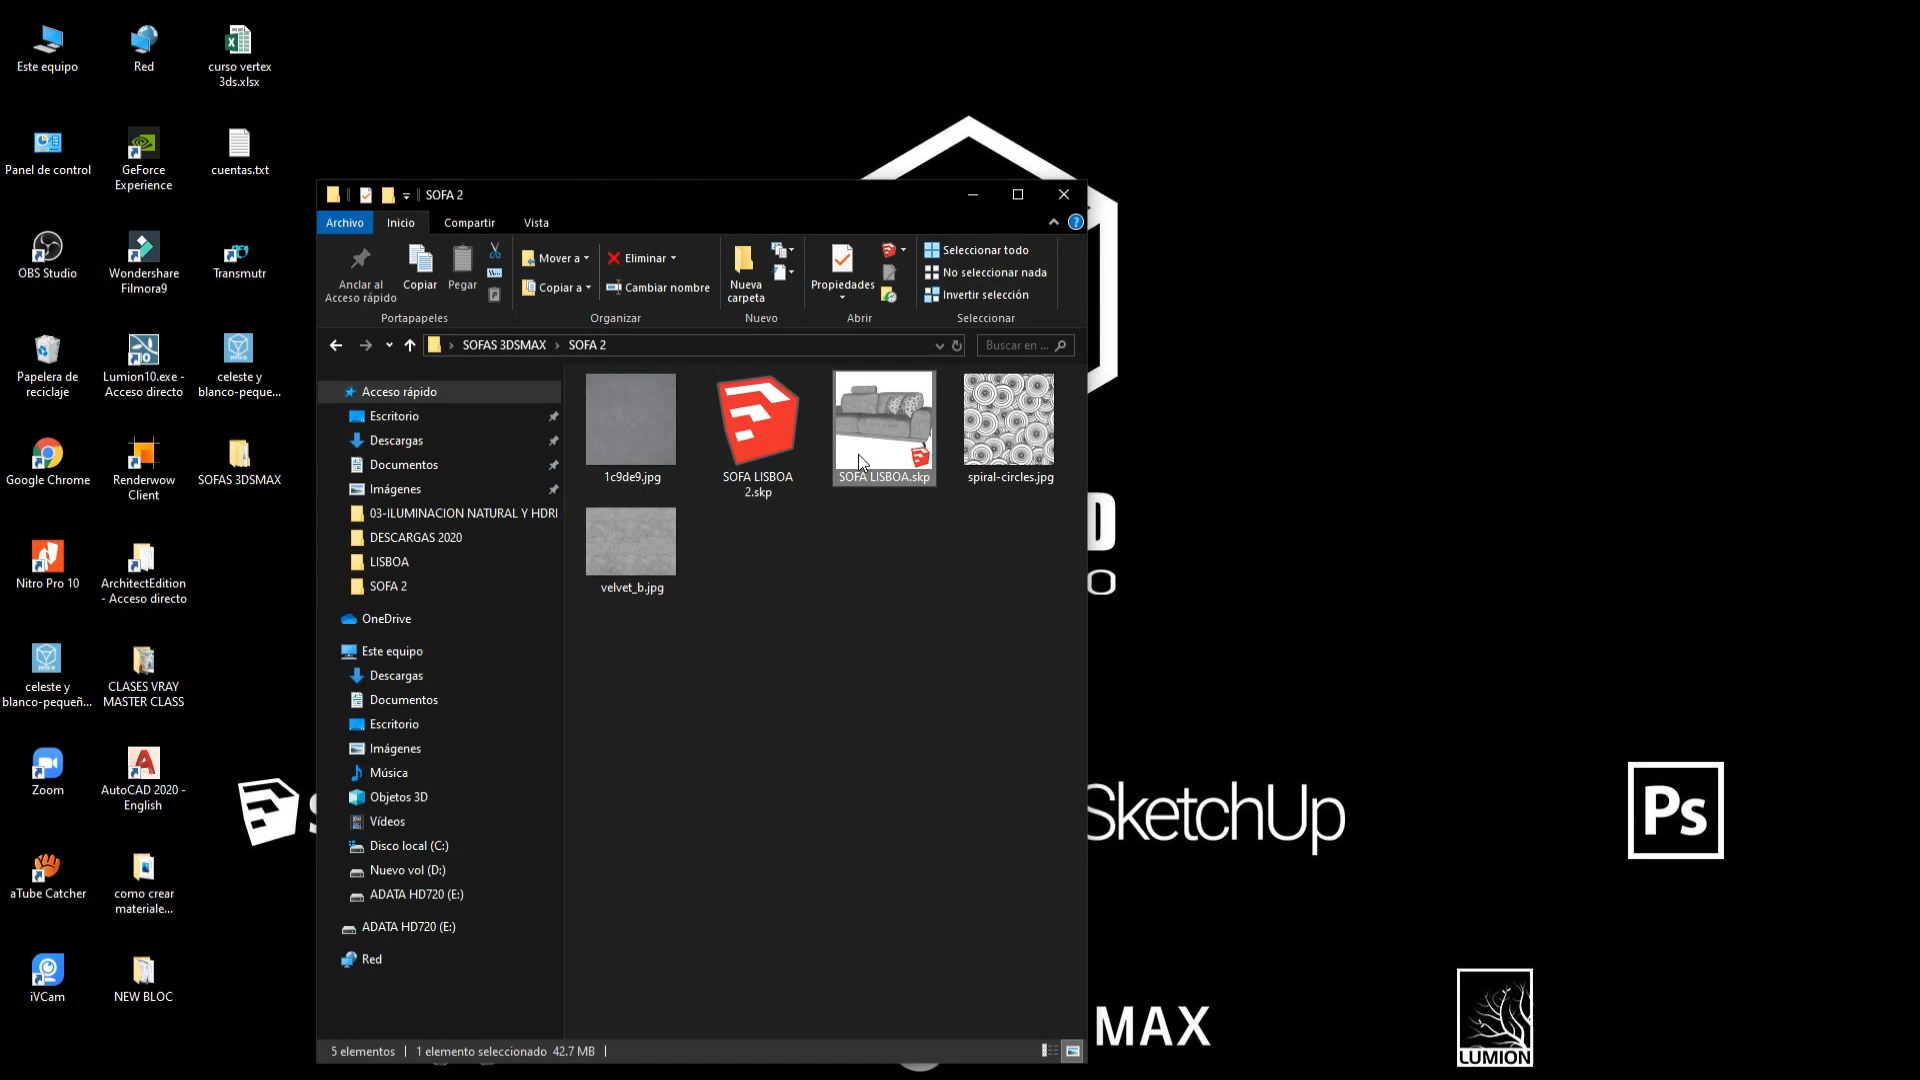 Este equipo
Red
curso vertex
3ds.xlsx
Panel de control
GeForce
Experience
cuentas.txt
OBS Studio
Wondershare
Filmora9
Transmutr
Papelera de
reciclaje
Lumion10.exe -
Acceso directo
celeste y
blanco-peque...
Google Chrome
Renderwow
Client
SOFAS 3DSMAX
Nitro Pro 10
ArchitectEdition
- Acceso directo
celeste y
blanco-pequeñ...
CLASES VRAY
MASTER CLASS
Zoom
AutoCAD 2020 -
English
aTube Catcher
como crear
materiale...
iVCam
NEW BLOC
SOFA 2
Archivo
Inicio
Compartir
Vista
Anclar al
Acceso rápido
Copiar
Pegar
Portapapeles
Mover a
Copiar a
Eliminar
Cambiar nombre
Organizar
Nueva
carpeta
Nuevo
Propiedades
Abrir
Seleccionar todo
No seleccionar nada
Invertir selección
Seleccionar
SOFAS 3DSMAX › SOFA 2
Buscar en ...
Acceso rápido
Escritorio
Descargas
Documentos
Imágenes
03-ILUMINACION NATURAL Y HDRI
DESCARGAS 2020
LISBOA
SOFA 2
OneDrive
Este equipo
Descargas
Documentos
Escritorio
Imágenes
Música
Objetos 3D
Vídeos
Disco local (C:)
Nuevo vol (D:)
ADATA HD720 (E:)
ADATA HD720 (E:)
Red
1c9de9.jpg
SOFA LISBOA
2.skp
SOFA LISBOA.skp
spiral-circles.jpg
velvet_b.jpg
5 elementos
1 elemento seleccionado 42.7 MB
D
O
SketchUp
Ps
MAX
LUMION